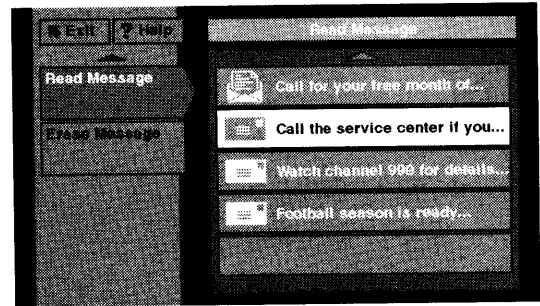 Exit ? Help
Read Message
Read Message
Erase Message
Call for your free month of...
Call the service center if you...
Watch channel 990 for details...
Football season is ready...